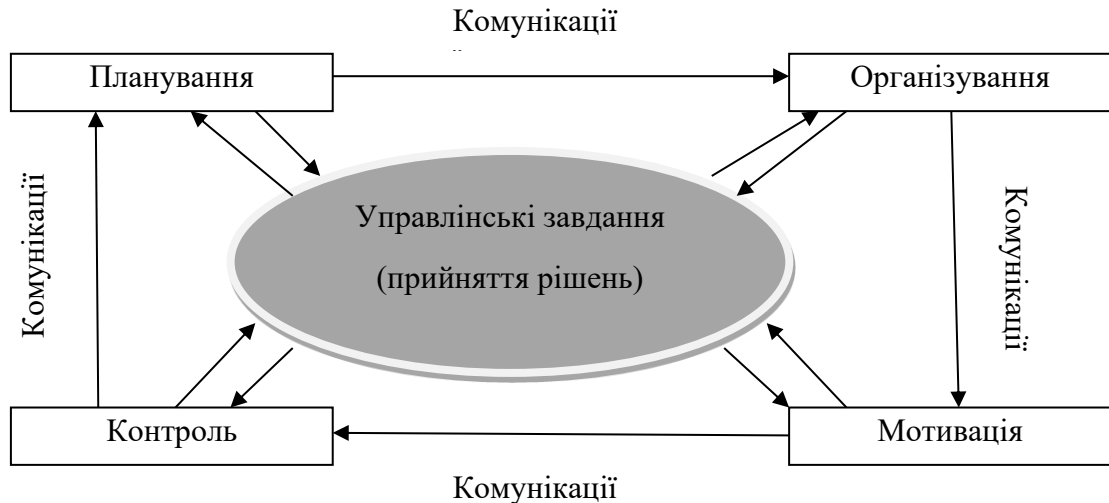 Комунікації
Планування
Організування
Комунікації
Управлінські завдання
(прийняття рішень)
Комунікації
Контроль
Мотивація
Комунікації